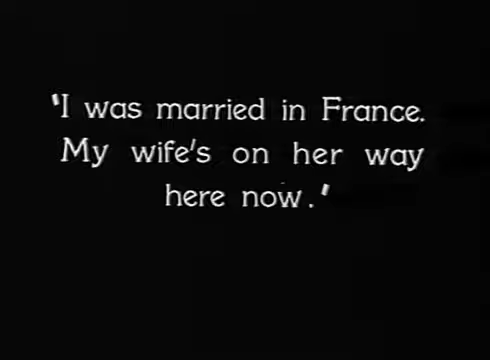 'I was married in France.
My wife's on her way
here now.'